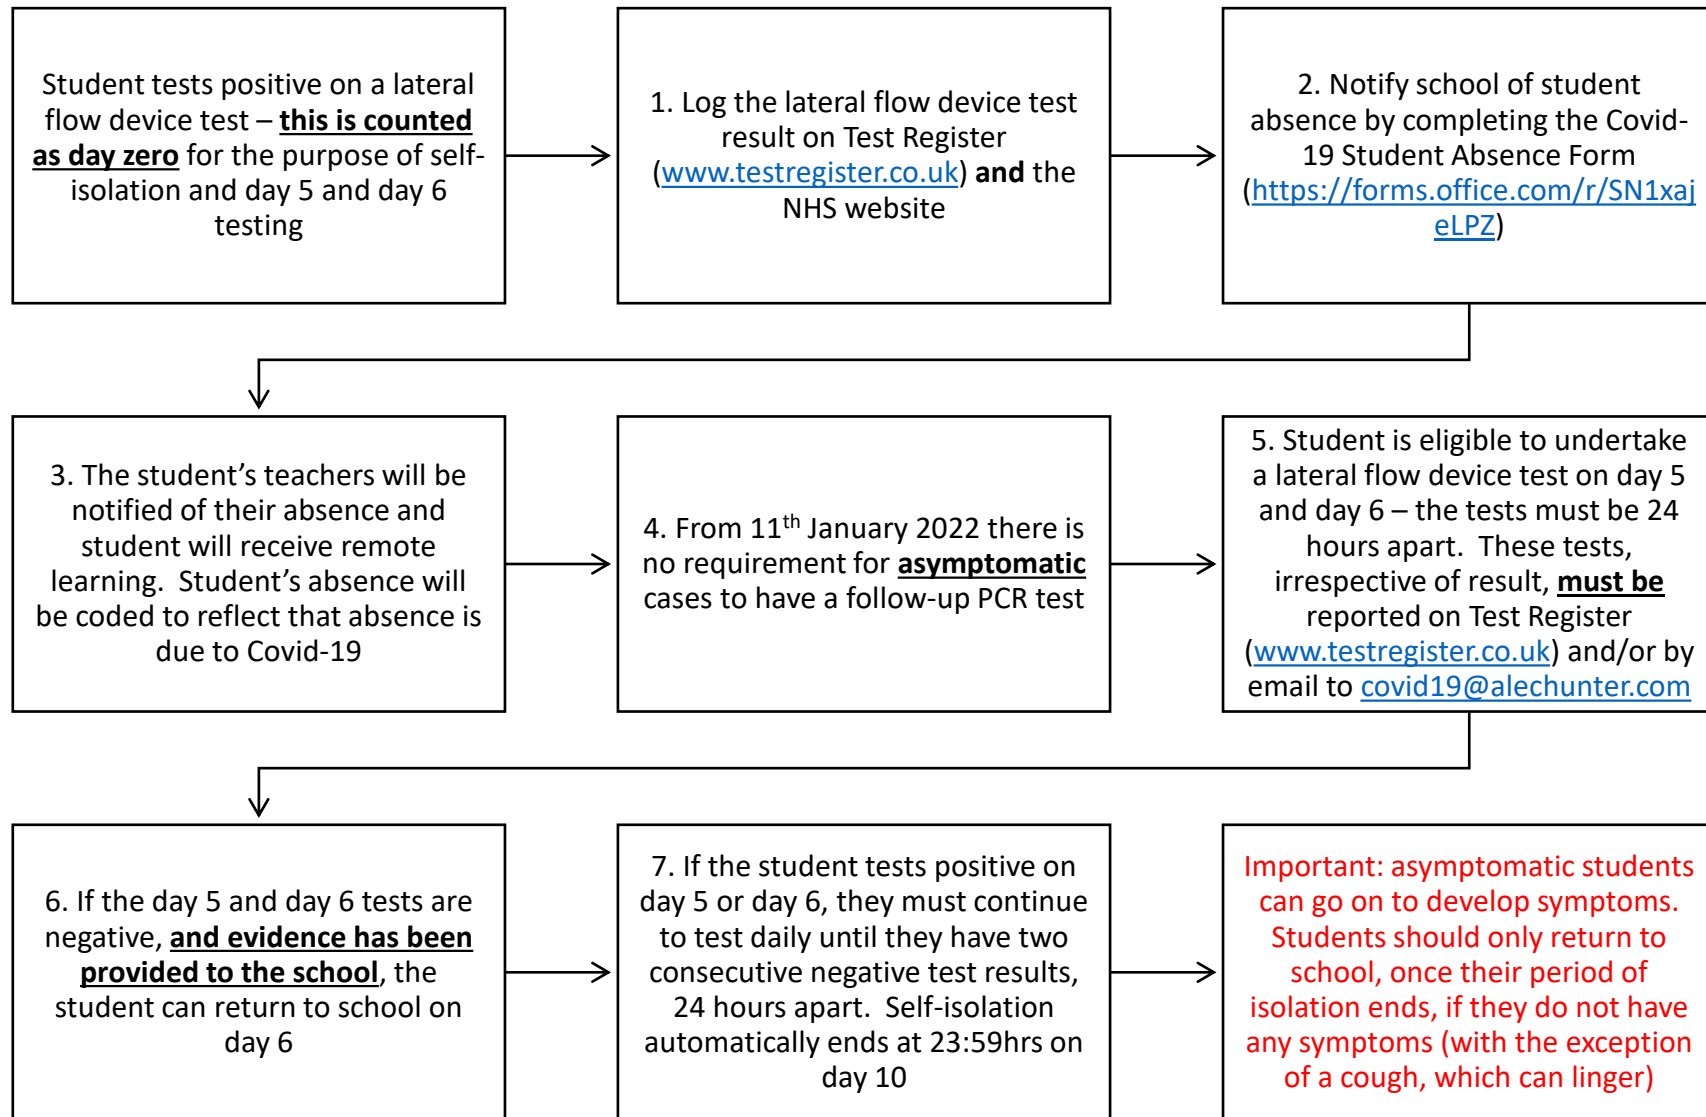 Student tests positive on a lateral
flow device test – this is counted
as day zero for the purpose of self-
isolation and day 5 and day 6
testing
1. Log the lateral flow device test
result on Test Register
(www.testregister.co.uk) and the
NHS website
2. Notify school of student
absence by completing the Covid-
19 Student Absence Form
(https://forms.office.com/r/SN1xaj
eLPZ)
3. The student’s teachers will be
notified of their absence and
student will receive remote
learning.  Student’s absence will
be coded to reflect that absence is
due to Covid-19
4. From 11th January 2022 there is
no requirement for asymptomatic
cases to have a follow-up PCR test
5. Student is eligible to undertake
a lateral flow device test on day 5
and day 6 – the tests must be 24
hours apart.  These tests,
irrespective of result, must be
reported on Test Register
(www.testregister.co.uk) and/or by
email to covid19@alechunter.com
6. If the day 5 and day 6 tests are
negative, and evidence has been
provided to the school, the
student can return to school on
day 6
7. If the student tests positive on
day 5 or day 6, they must continue
to test daily until they have two
consecutive negative test results,
24 hours apart.  Self-isolation
automatically ends at 23:59hrs on
day 10
Important: asymptomatic students
can go on to develop symptoms.
Students should only return to
school, once their period of
isolation ends, if they do not have
any symptoms (with the exception
of a cough, which can linger)